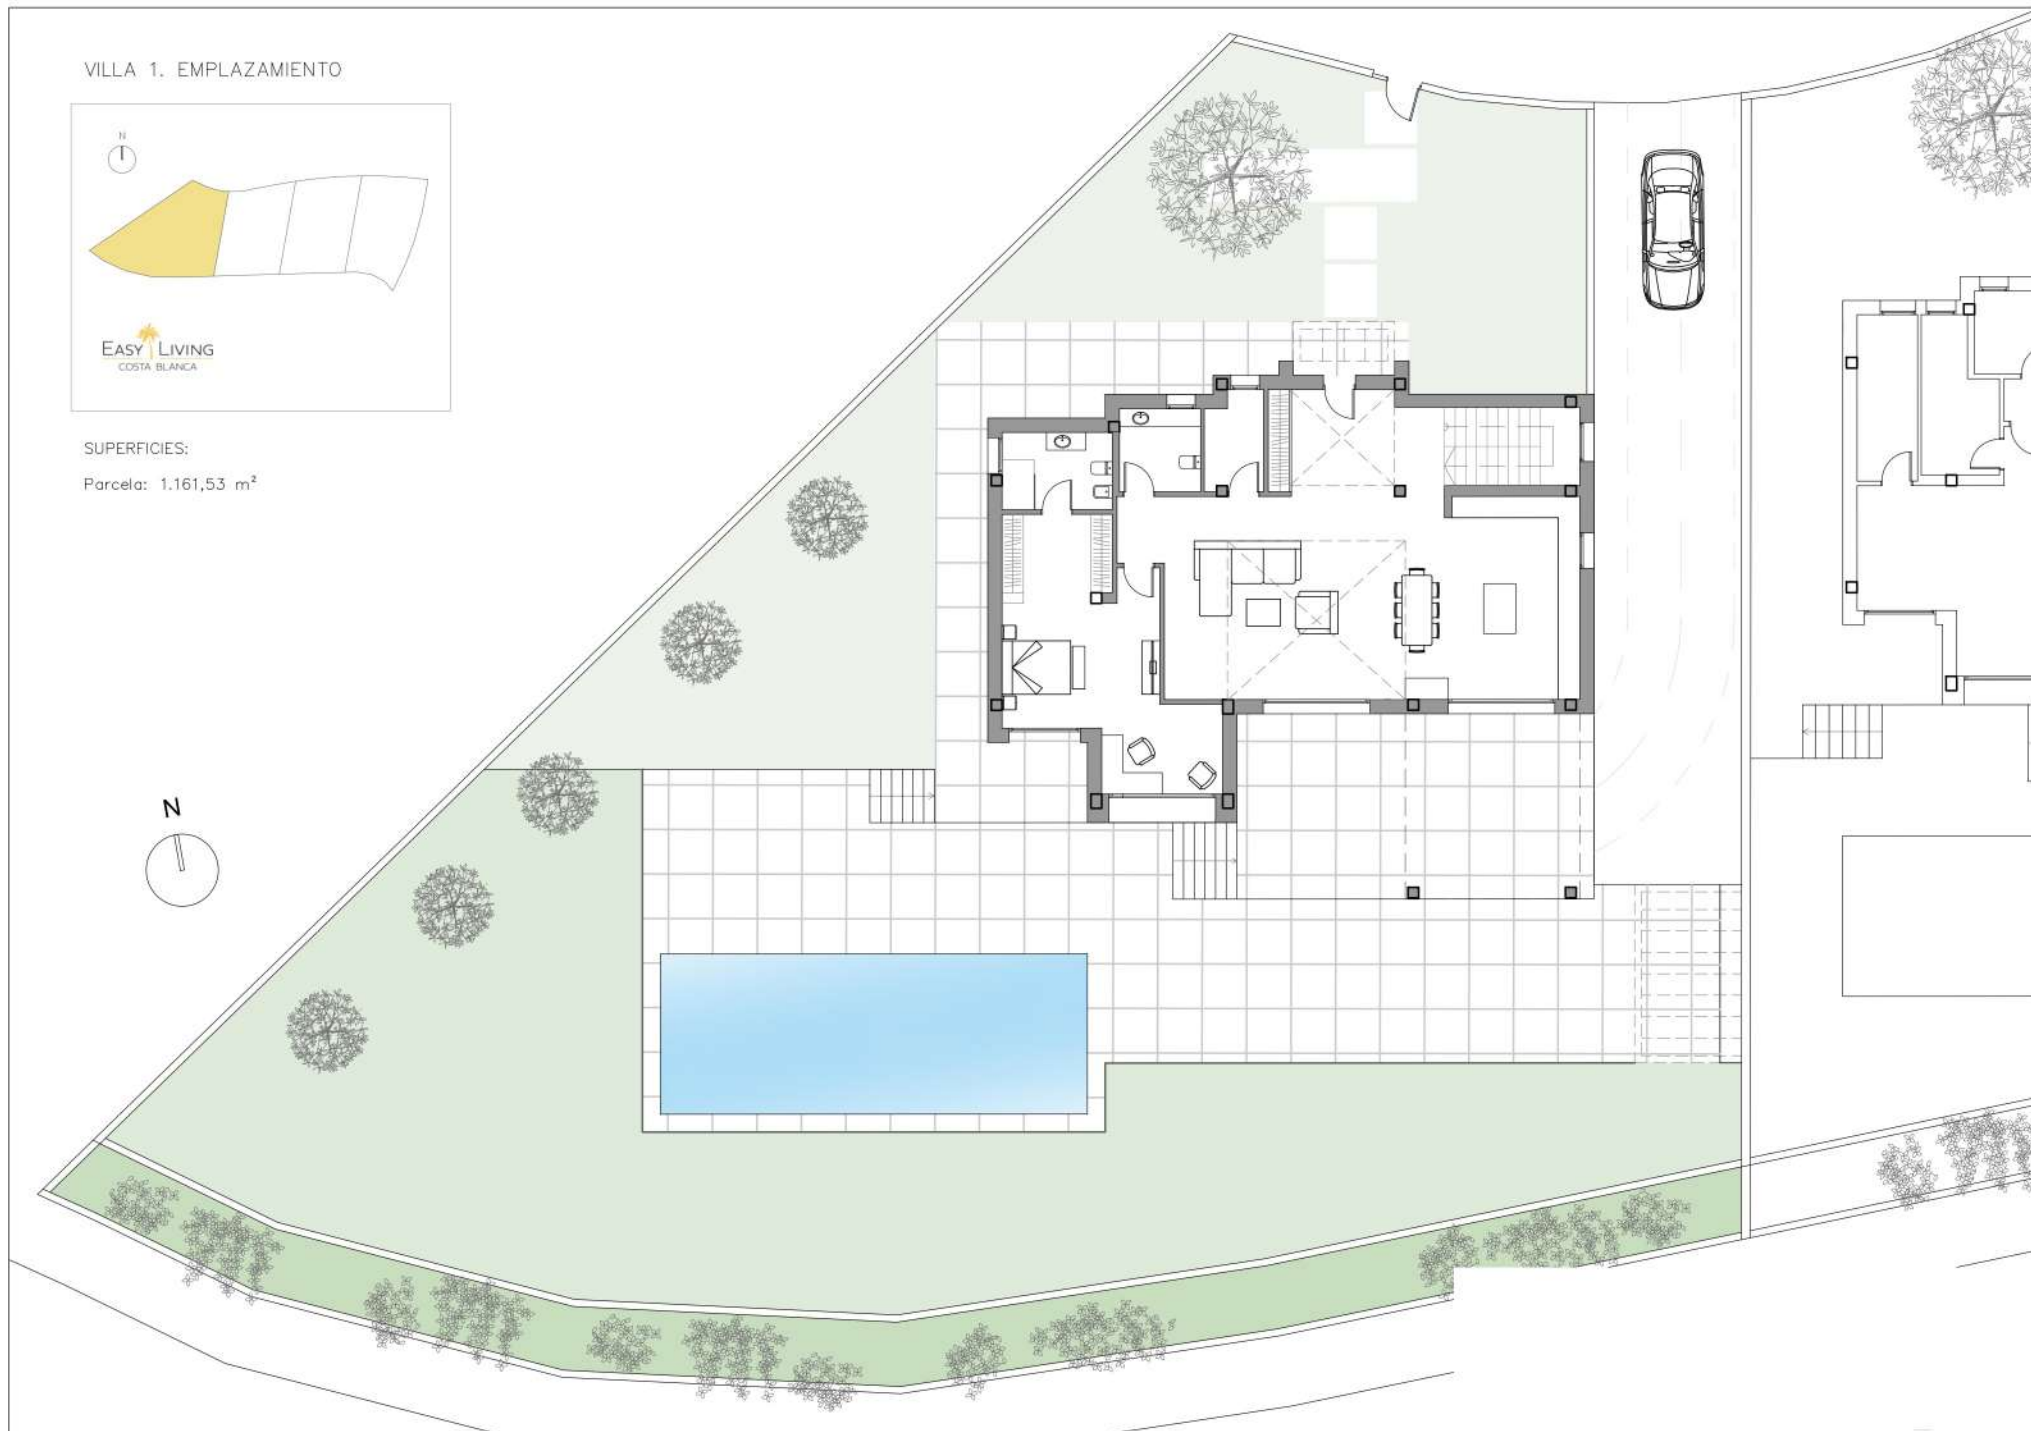 VILLA 1. EMPLAZAMIENTO
N
EASY LIVING
COSTA BLANCA
SUPERFICIES:
Parcela: 1.161,53 m²
N